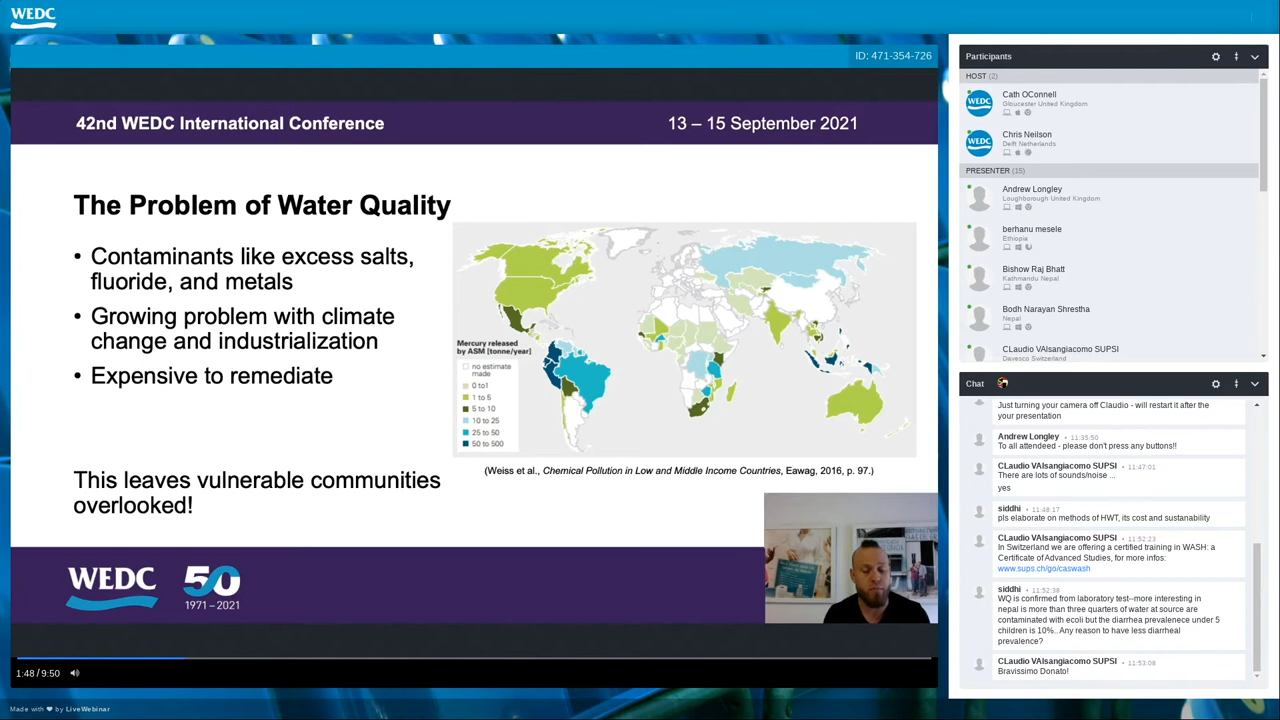 WEDC
ID: 471-354-726
42nd WEDC International Conference
13 – 15 September 2021
The Problem of Water Quality
• Contaminants like excess salts,
fluoride, and metals
• Growing problem with climate
change and industrialization
• Expensive to remediate
This leaves vulnerable communities
overlooked!
Mercury released
by ASM [tonne/year]
no estimate
made
0 to1
1 to 5
5 to 10
10 to 25
25 to 50
50 to 500
(Weiss et al., Chemical Pollution in Low and Middle Income Countries, Eawag, 2016, p. 97.)
WEDC
50
1971 – 2021
1:48 / 9:50
Made with ❤ by LiveWebinar
Participants
HOST (2)
WEDC
Cath OConnell
Gloucester United Kingdom
WEDC
Chris Neilson
Delft Netherlands
PRESENTER (15)
Andrew Longley
Loughborough United Kingdom
berhanu mesele
Ethiopia
Bishow Raj Bhatt
Kathmandu Nepal
Bodh Narayan Shrestha
Nepal
CLaudio VAlsangiacomo SUPSI
Davesco Switzerland
Chat
Just turning your camera off Claudio - will restart it after the
your presentation
Andrew Longley • 11:35:50
To all attendeed - please don't press any buttons!!
CLaudio VAlsangiacomo SUPSI • 11:47:01
There are lots of sounds/noise ...
yes
siddhi • 11:48:17
pls elaborate on methods of HWT, its cost and sustanability
CLaudio VAlsangiacomo SUPSI • 11:52:23
In Switzerland we are offering a certified training in WASH: a
Certificate of Advanced Studies, for more infos:
www.sups.ch/go/caswash
siddhi • 11:52:38
WQ is confirmed from laboratory test--more interesting in
nepal is more than three quarters of water at source are
contaminated with ecoli but the diarrhea prevalenece under 5
children is 10%.. Any reason to have less diarheal
prevalence?
CLaudio VAlsangiacomo SUPSI • 11:53:08
Bravissimo Donato!